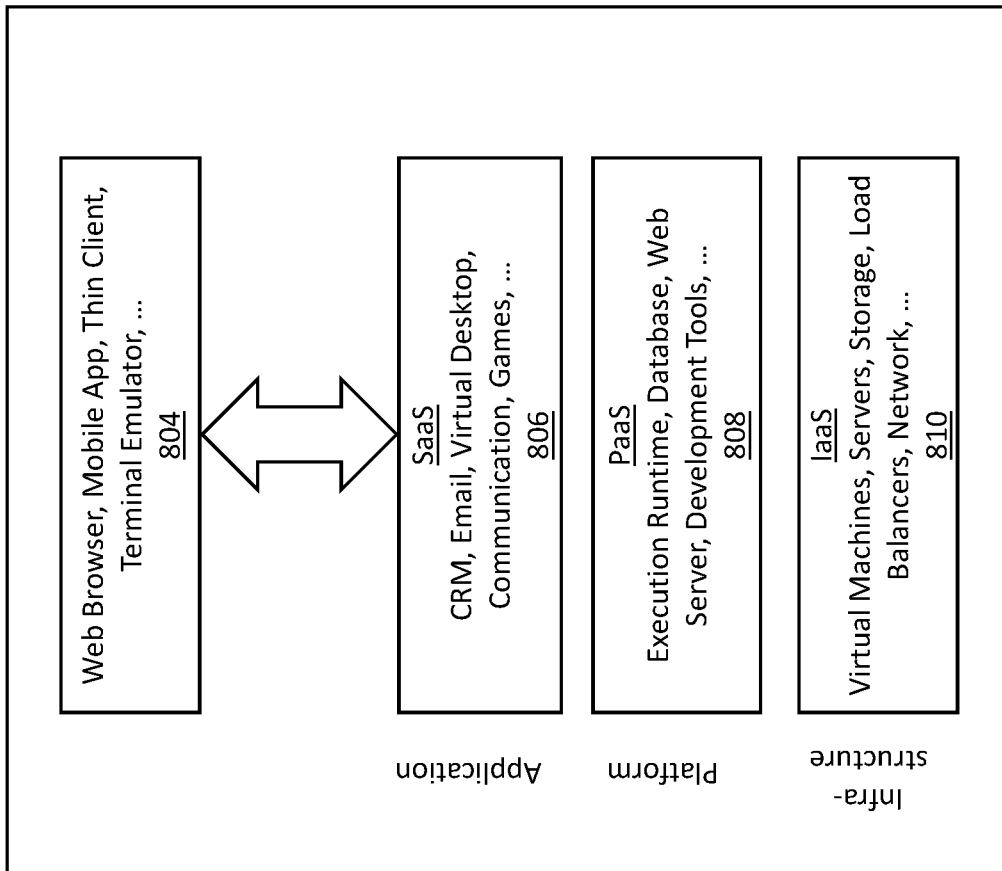 Web Browser, Mobile App, Thin Client,
Terminal Emulator, ...
804
Application
SaaS
CRM, Email, Virtual Desktop,
Communication, Games, ...
806
Platform
PaaS
Execution Runtime, Database, Web
Server, Development Tools, ...
808
Infra-
structure
IaaS
Virtual Machines, Servers, Storage, Load
Balancers, Network, ...
810